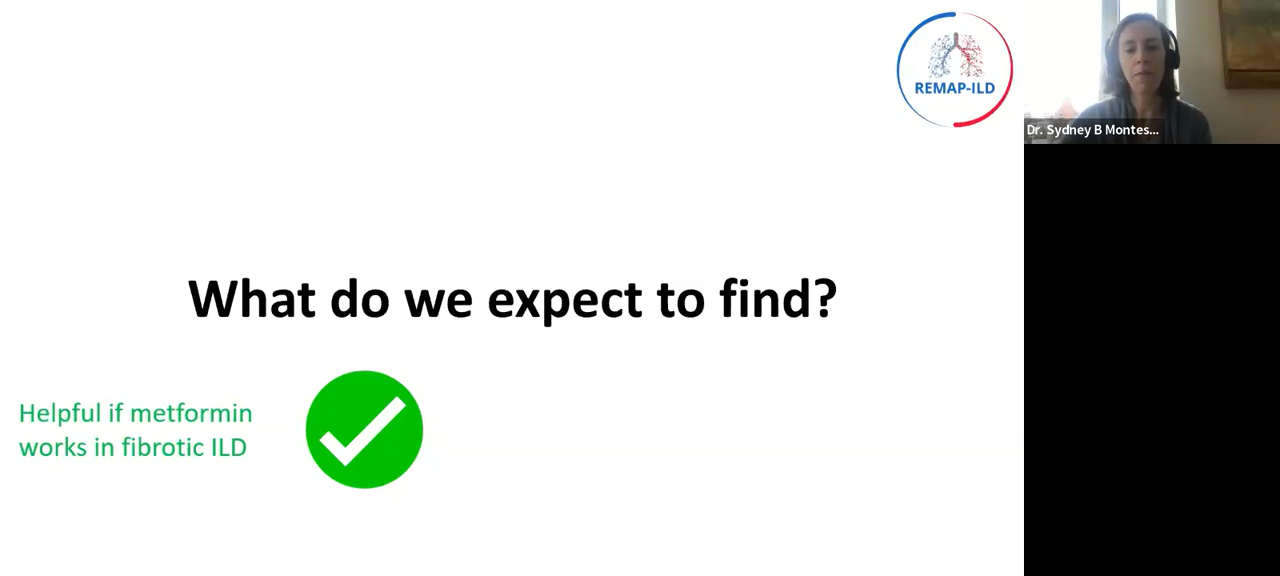 REMAP-ILD
Dr. Sydney B Montes...
What do we expect to find?
Helpful if metformin
works in fibrotic ILD